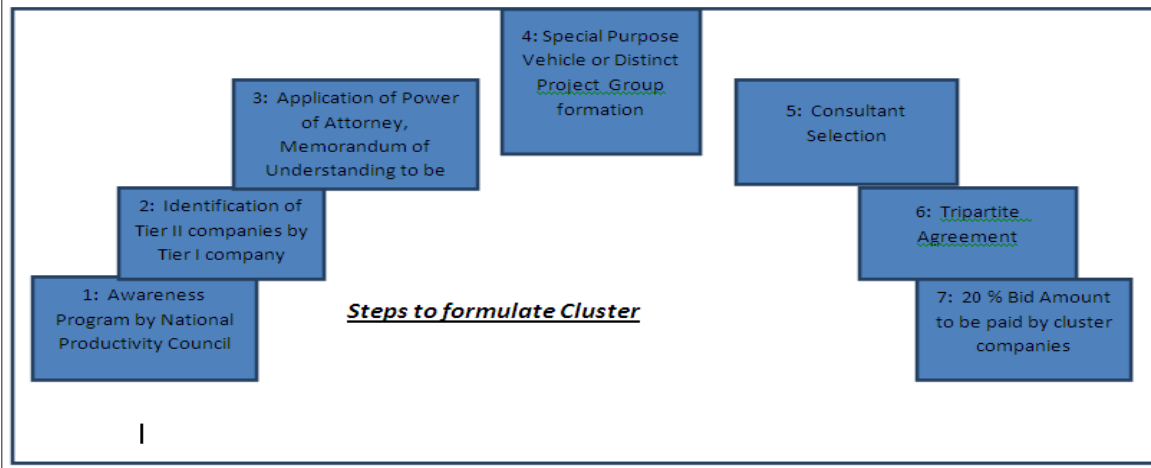 1: Awareness
Program by National
Productivity Council
2: Identification of
Tier II companies by
Tier I company
3: Application of Power
of Attorney,
Memorandum of
Understanding to be
4: Special Purpose
Vehicle or Distinct
Project Group
formation
5: Consultant
Selection
6: Tripartite
Agreement
7: 20 % Bid Amount
to be paid by cluster
companies
Steps to formulate Cluster